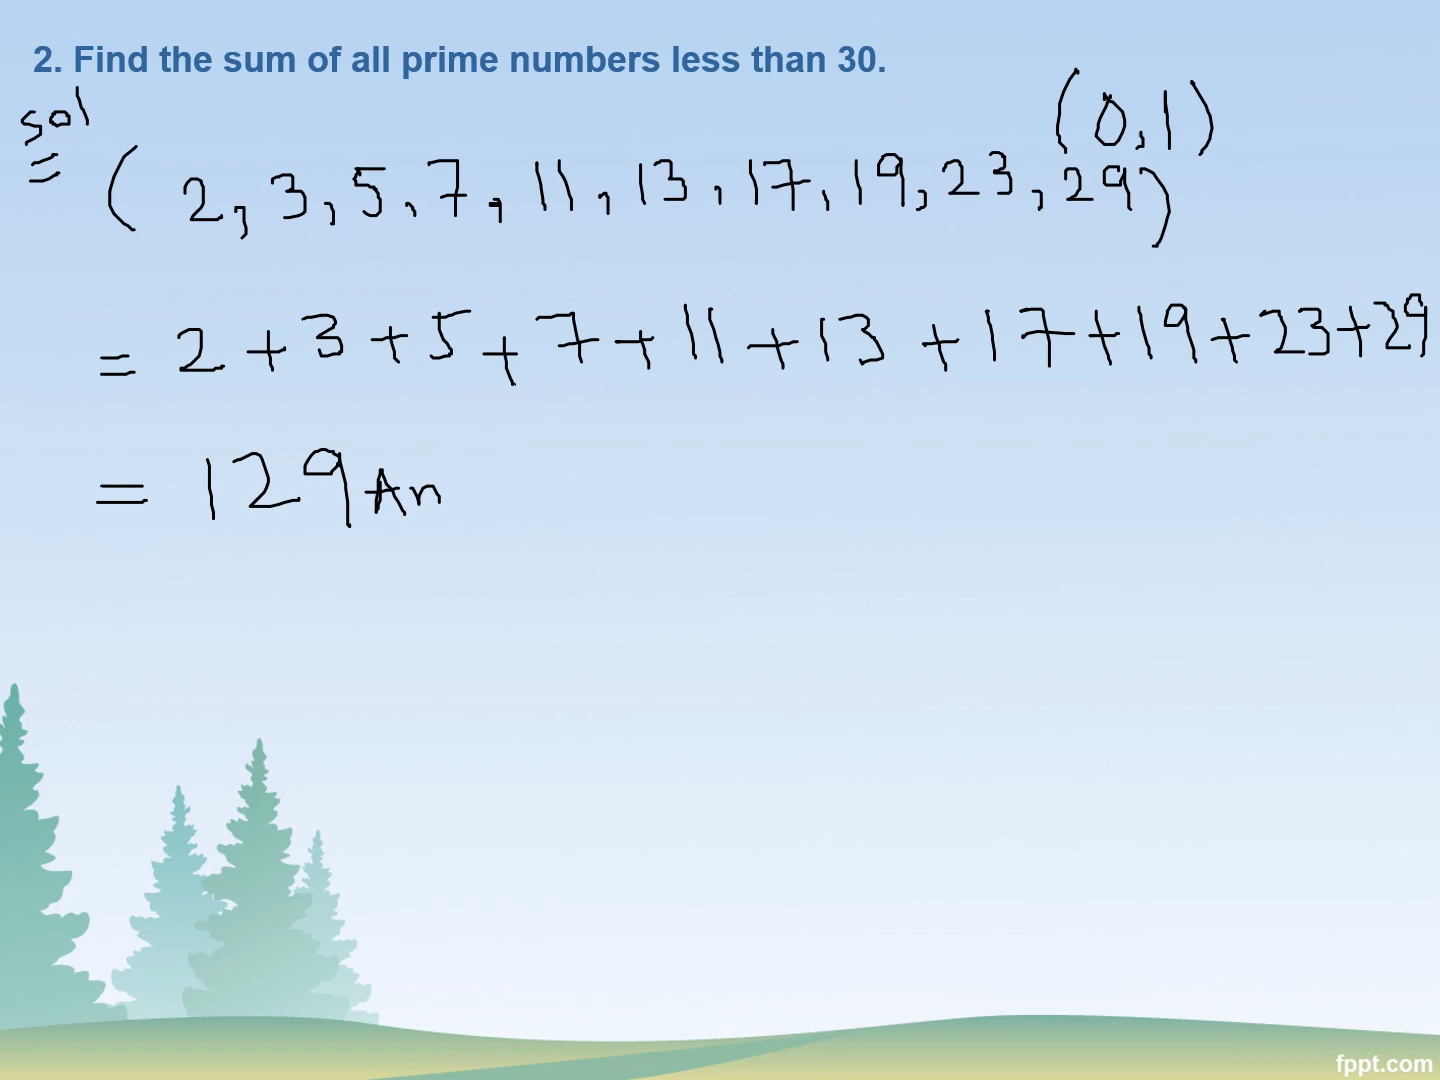 2. Find the sum of all prime numbers less than 30.
sol
(0,1)
= (2, 3, 5, 7, 11, 13, 17, 19, 23, 29)
= 2 + 3 + 5 + 7 + 11 + 13 + 17 + 19 + 23 + 29
= 129 An
fppt.com